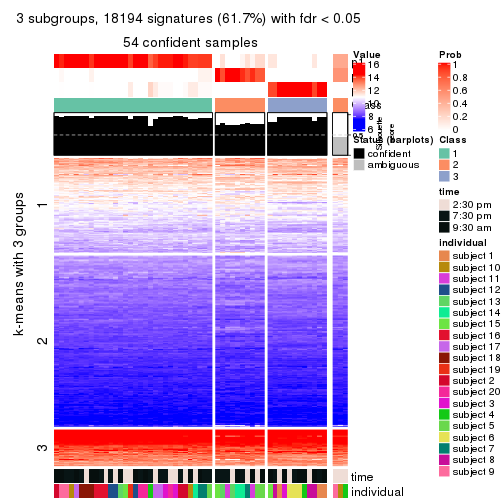 3 subgroups, 18194 signatures (61.7%) with fdr < 0.05
54 confident samples
k-means with 3 groups
1
2
3
Value
16
14
12
10
8
6
Status (barplots)
confident
ambiguous
Silhouette
score
Prob
1
0.8
0.6
0.4
0.2
0
Class
1
2
3
time
2:30 pm
7:30 pm
9:30 am
individual
subject 1
subject 10
subject 11
subject 12
subject 13
subject 14
subject 15
subject 16
subject 17
subject 18
subject 19
subject 2
subject 20
subject 3
subject 4
subject 5
subject 6
subject 7
subject 8
subject 9
time
individual